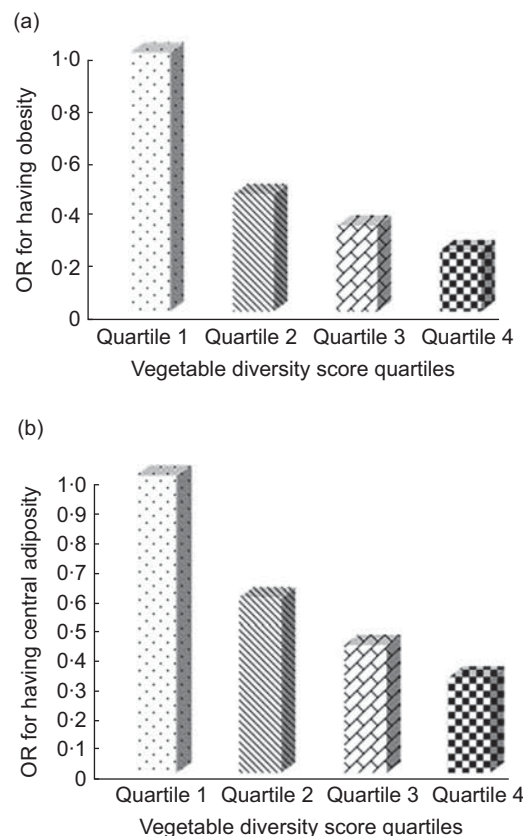 (a)
OR for having obesity
1·0
0·8
0·6
0·4
0·2
0
Quartile 1 Quartile 2 Quartile 3 Quartile 4
Vegetable diversity score quartiles
(b)
OR for having central adiposity
1·0
0·9
0·8
0·7
0·6
0·5
0·4
0·3
0·2
0·1
0
Quartile 1 Quartile 2 Quartile 3 Quartile 4
Vegetable diversity score quartiles